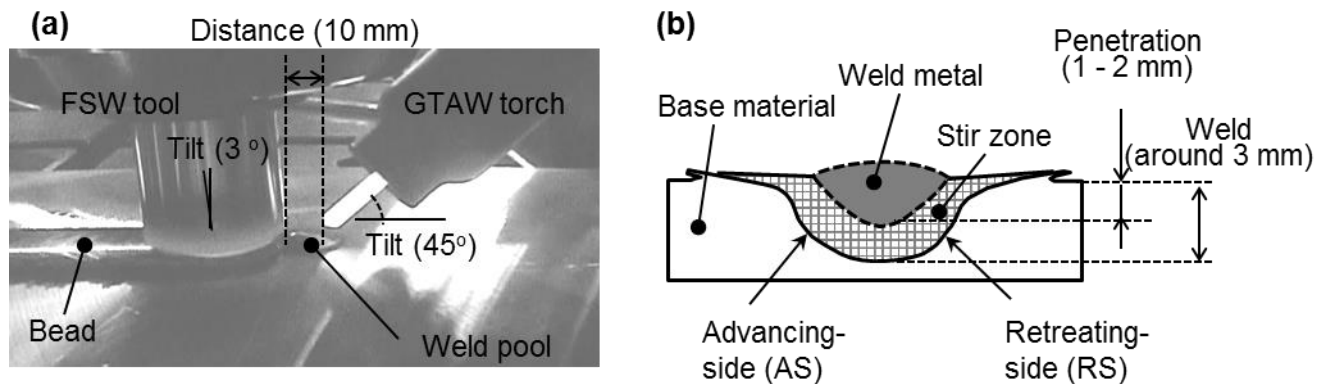 (a)
Distance (10 mm)
FSW tool
GTAW torch
Tilt (3 o)
Tilt (45o)
Bead
Weld pool
(b)
Penetration
(1 - 2 mm)
Weld metal
Base material
Stir zone
Weld
(around 3 mm)
Advancing-
side (AS)
Retreating-
side (RS)